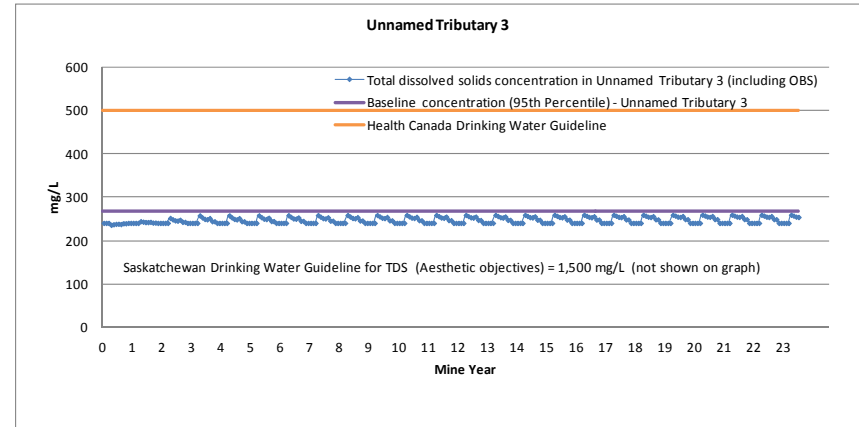 Unnamed Tributary 3
600
500
400
300
200
100
0
mg/L
Total dissolved solids concentration in Unnamed Tributary 3 (including OBS)
Baseline concentration (95th Percentile) - Unnamed Tributary 3
Health Canada Drinking Water Guideline
Saskatchewan Drinking Water Guideline for TDS (Aesthetic objectives) = 1,500 mg/L (not shown on graph)
0 1 2 3 4 5 6 7 8 9 10 11 12 13 14 15 16 17 18 19 20 21 22 23
Mine Year